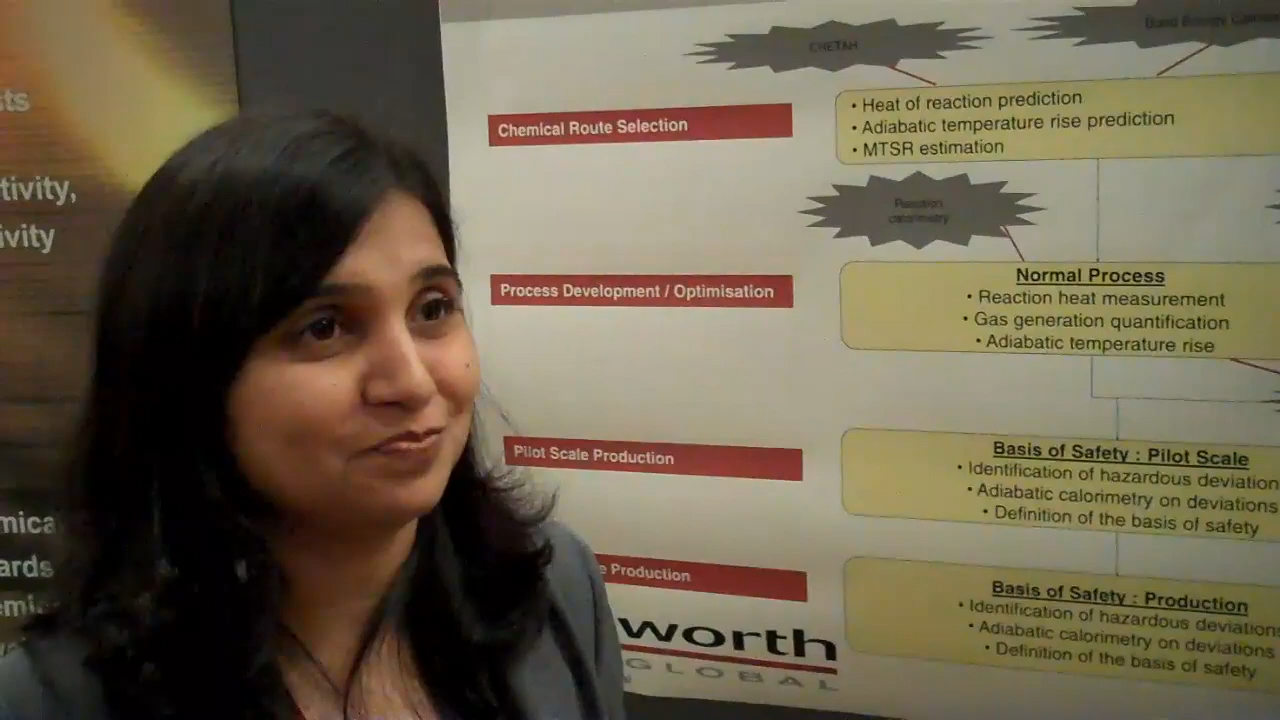 sts
tivity,
ivity
mica
ards
emi
CHETAH
Chemical Route Selection
• Heat of reaction prediction
• Adiabatic temperature rise prediction
• MTSR estimation
Reaction
calorimetry
Process Development / Optimisation
Normal Process
• Reaction heat measurement
• Gas generation quantification
• Adiabatic temperature rise
Pilot Scale Production
Basis of Safety : Pilot Scale
• Identification of hazardous deviation
• Adiabatic calorimetry on deviations
• Definition of the basis of safety
e Production
Basis of Safety : Production
• Identification of hazardous deviations
• Adiabatic calorimetry on deviations
• Definition of the basis of safety
worth
GLOBAL